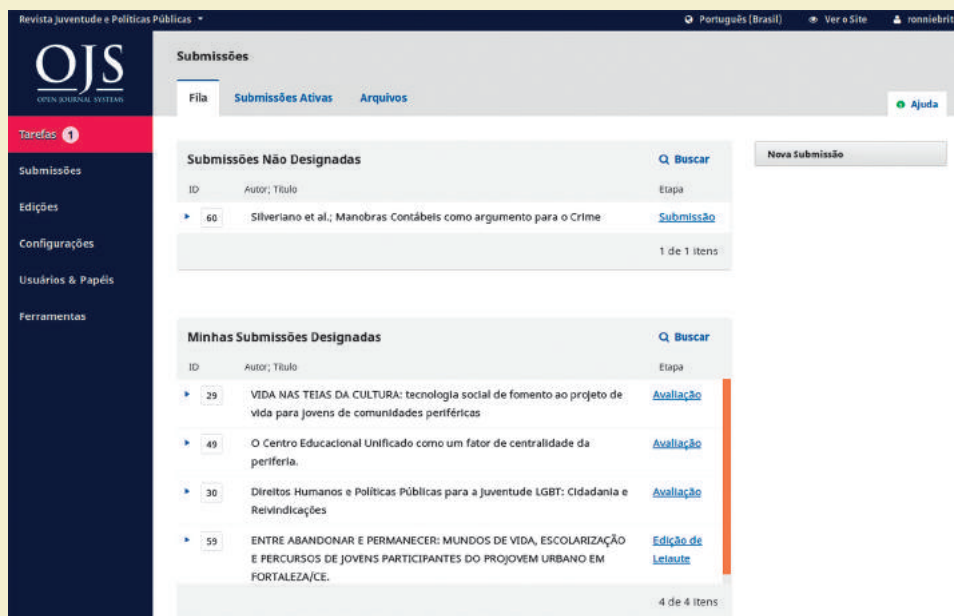 Revista Juventude e Políticas Públicas
Português (Brasil)
Ver o Site
ronniebrit
OJS
OPEN JOURNAL SYSTEMS
Tarefas 1
Submissões
Edições
Configurações
Usuários & Papéis
Ferramentas
Submissões
Fila
Submissões Ativas
Arquivos
Ajuda
Submissões Não Designadas
Buscar
ID
Autor; Título
Etapa
60
Silveriano et al.; Manobras Contábeis como argumento para o Crime
Submissão
1 de 1 itens
Nova Submissão
Minhas Submissões Designadas
Buscar
ID
Autor; Título
Etapa
29
VIDA NAS TEIAS DA CULTURA: tecnologia social de fomento ao projeto de
vida para jovens de comunidades periféricas
Avaliação
49
O Centro Educacional Unificado como um fator de centralidade da
periferia.
Avaliação
30
Direitos Humanos e Políticas Públicas para a Juventude LGBT: Cidadania e
Reivindicações
Avaliação
59
ENTRE ABANDONAR E PERMANECER: MUNDOS DE VIDA, ESCOLARIZAÇÃO
E PERCURSOS DE JOVENS PARTICIPANTES DO PROJOVEM URBANO EM
FORTALEZA/CE.
Edição de
Leiaute
4 de 4 itens